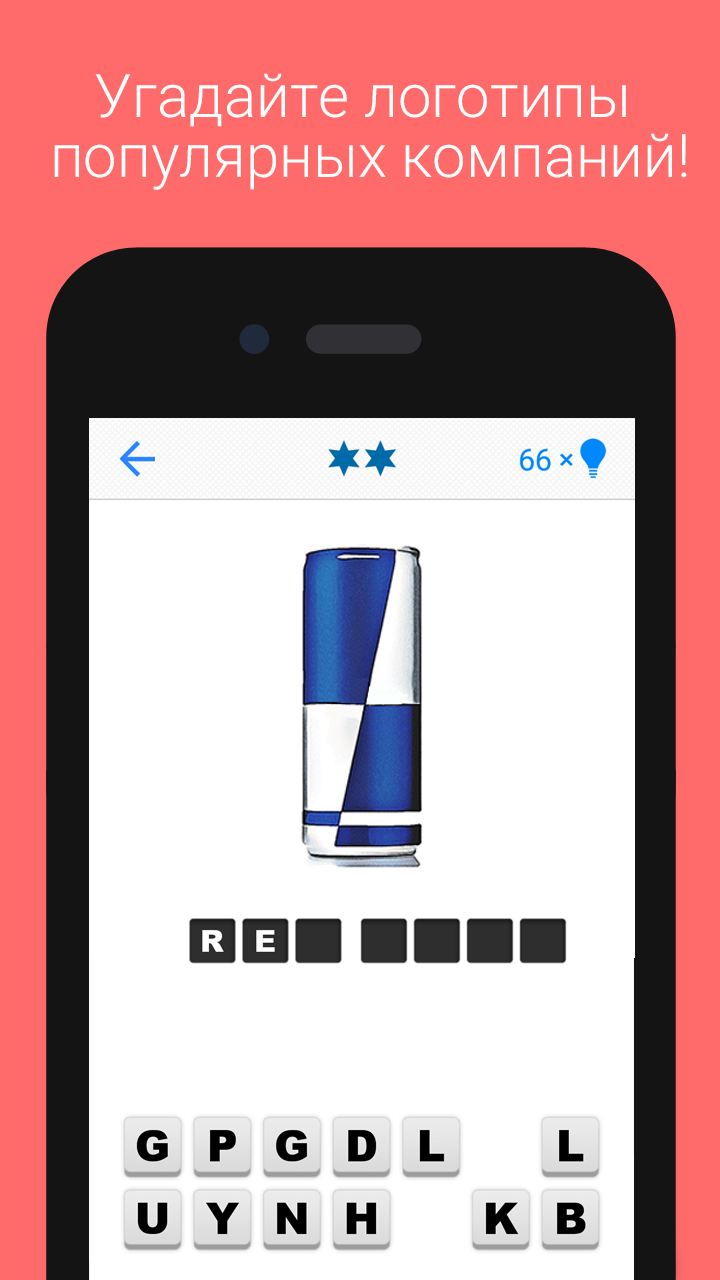 Угадайте логотипы
популярных компаний!
66 ×
R E
G P G D L L
U Y N H K B